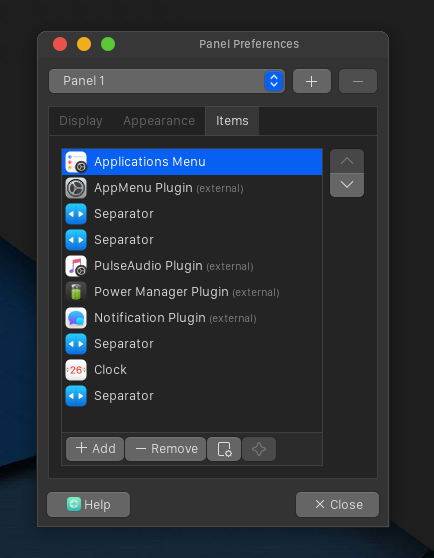 Panel Preferences
Panel 1
Display Appearance Items
Applications Menu
AppMenu Plugin (external)
Separator
Separator
PulseAudio Plugin (external)
Power Manager Plugin (external)
Notification Plugin (external)
Separator
26 Clock
Separator
+ Add − Remove
Help × Close